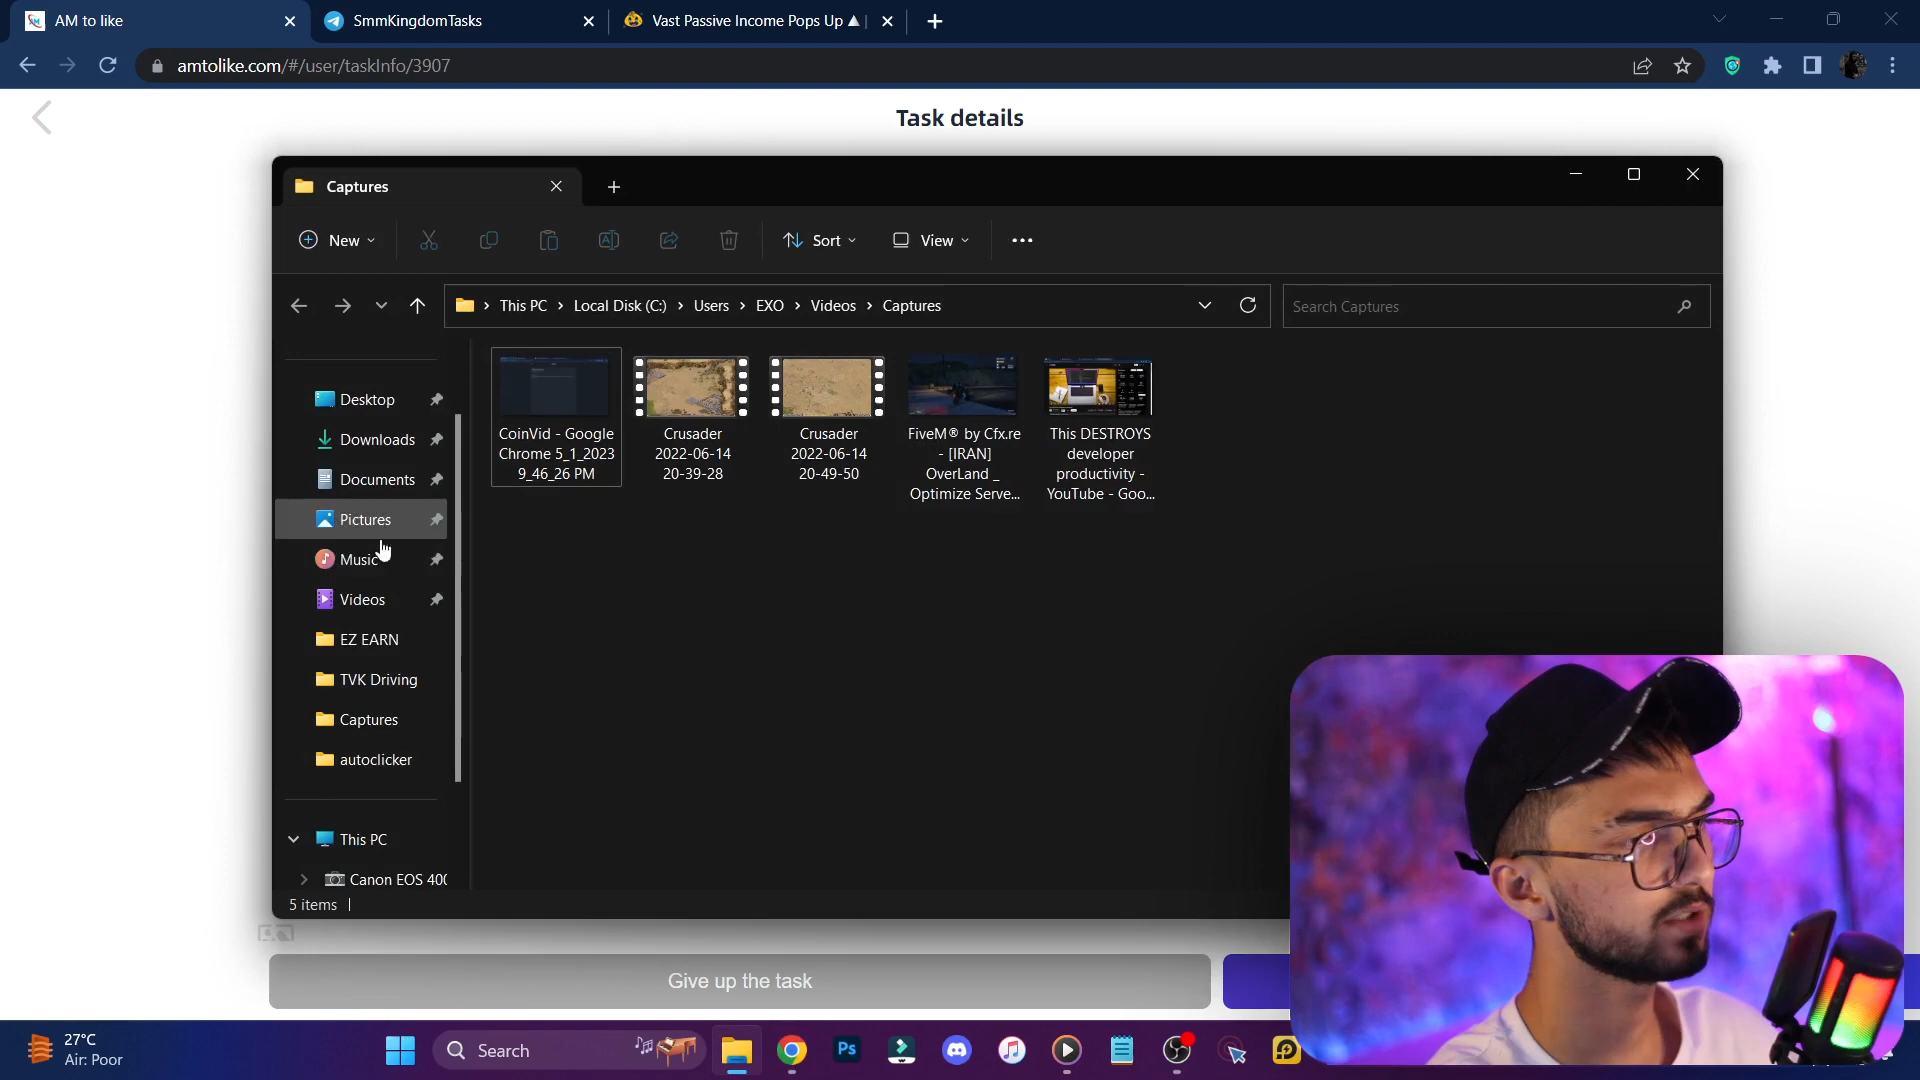 AM to like
SmmKingdomTasks
Vast Passive Income Pops Up
amtolike.com/#/user/taskInfo/3907
Task details
Captures
New
Sort
View
This PC > Local Disk (C:) > Users > EXO > Videos > Captures
Search Captures
Desktop
Downloads
Documents
Pictures
Music
Videos
EZ EARN
TVK Driving
Captures
autoclicker
This PC
Canon EOS 400
5 items
CoinVid - Google
Chrome 5_1_2023
9_46_26 PM
Crusader
2022-06-14
20-39-28
Crusader
2022-06-14
20-49-50
FiveM® by Cfx.re
- [IRAN]
OverLand _
Optimize Serve...
This DESTROYS
developer
productivity -
YouTube - Goo...
Give up the task
27°C
Air: Poor
Search
Ps